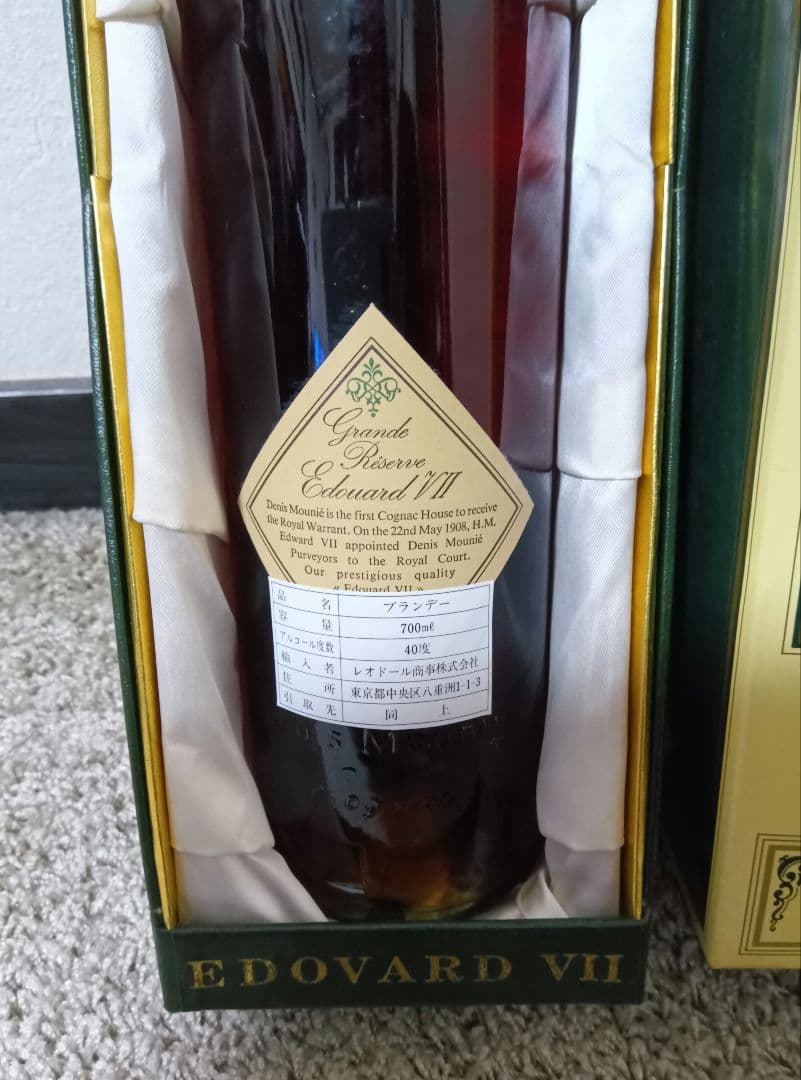 Grande
Réserve
Edouard VII
Denis Mounié is the first Cognac House to receive
the Royal Warrant. On the 22nd May 1908, H.M.
Edward VII appointed Denis Mounié
Purveyors to the Royal Court.
Our prestigious quality
« Edouard VII »
品名 ブランデー
容量 700mℓ
アルコール度数 40度
輸入者 レオドール商事株式会社
住所 東京都中央区八重洲1-1-3
引取先 同上
EDOVARD VII